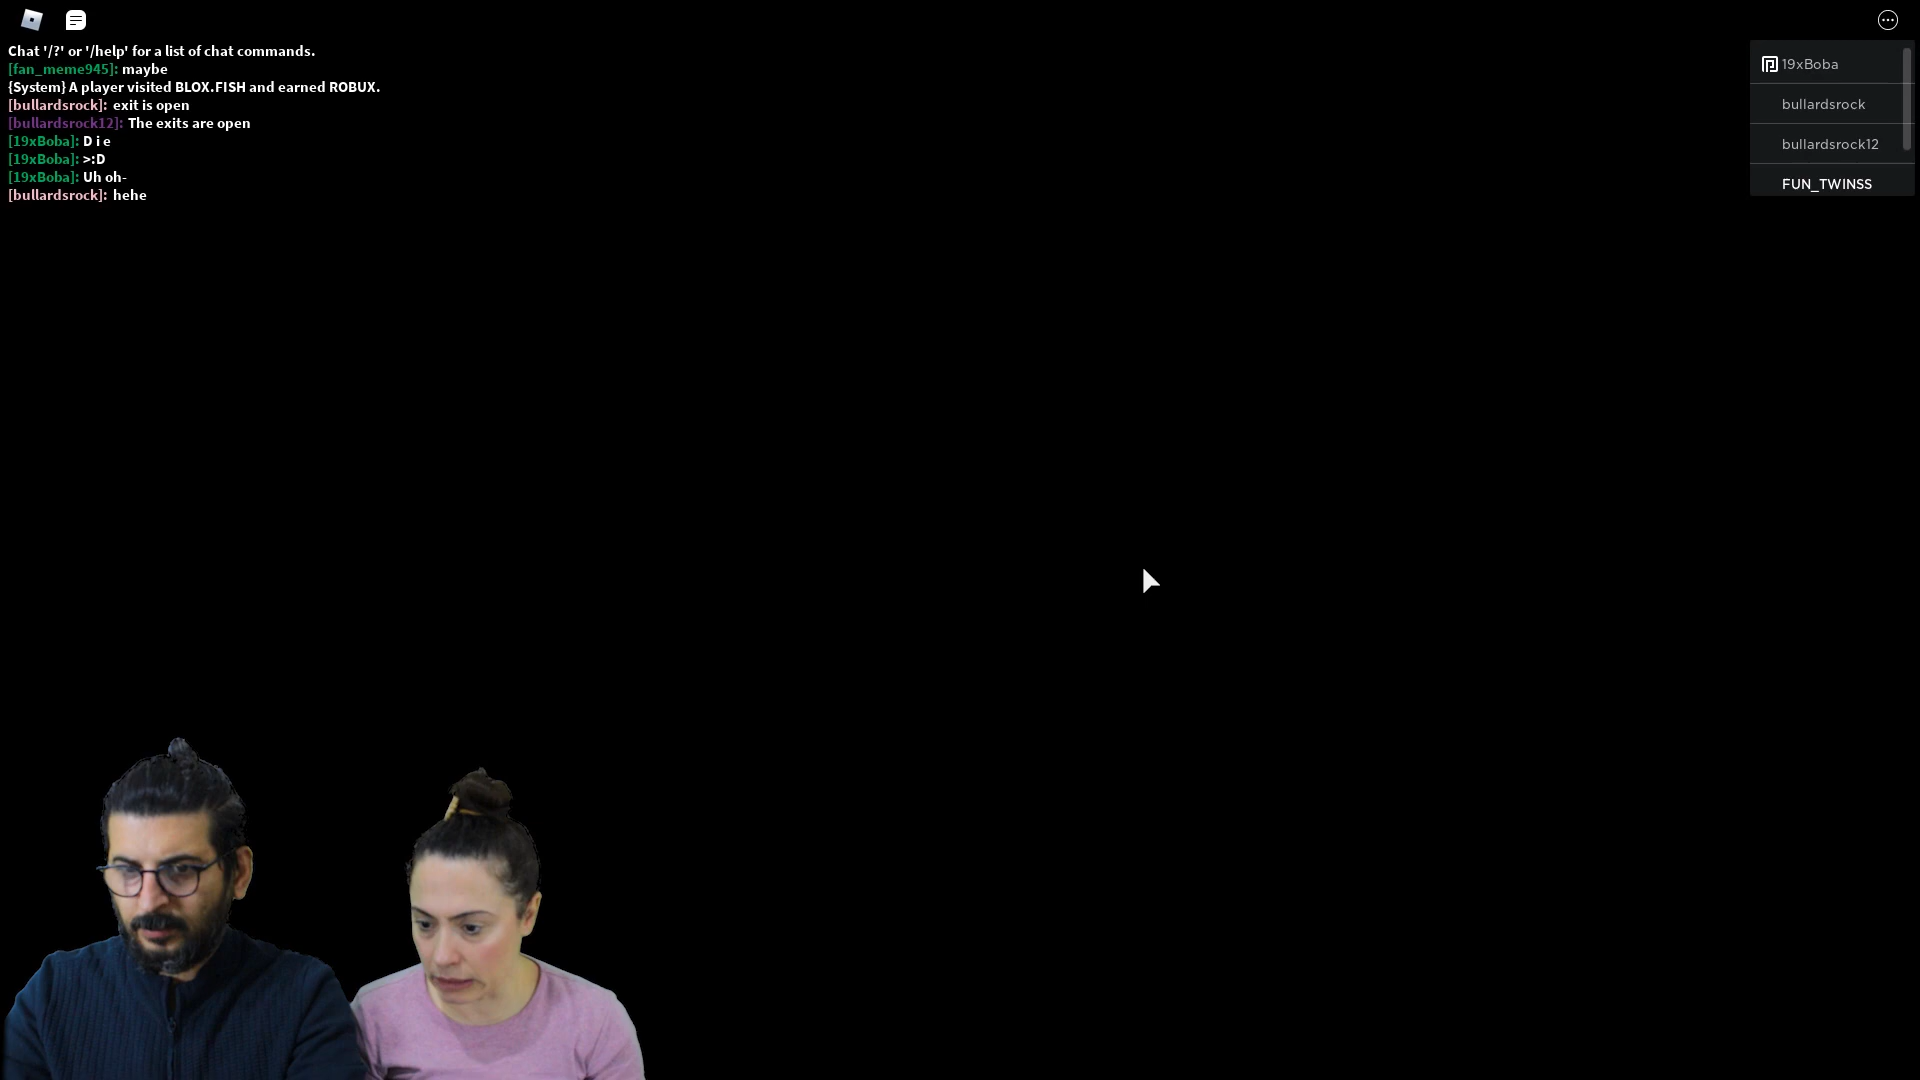 Chat '/?' or '/help' for a list of chat commands.
[fan_meme945]: maybe
{System} A player visited BLOX.FISH and earned ROBUX.
[bullardsrock]: exit is open
[bullardsrock12]: The exits are open
[19xBoba]: D i e
[19xBoba]: >:D
[19xBoba]: Uh oh-
[bullardsrock]: hehe
19xBoba
bullardsrock
bullardsrock12
FUN_TWINSS